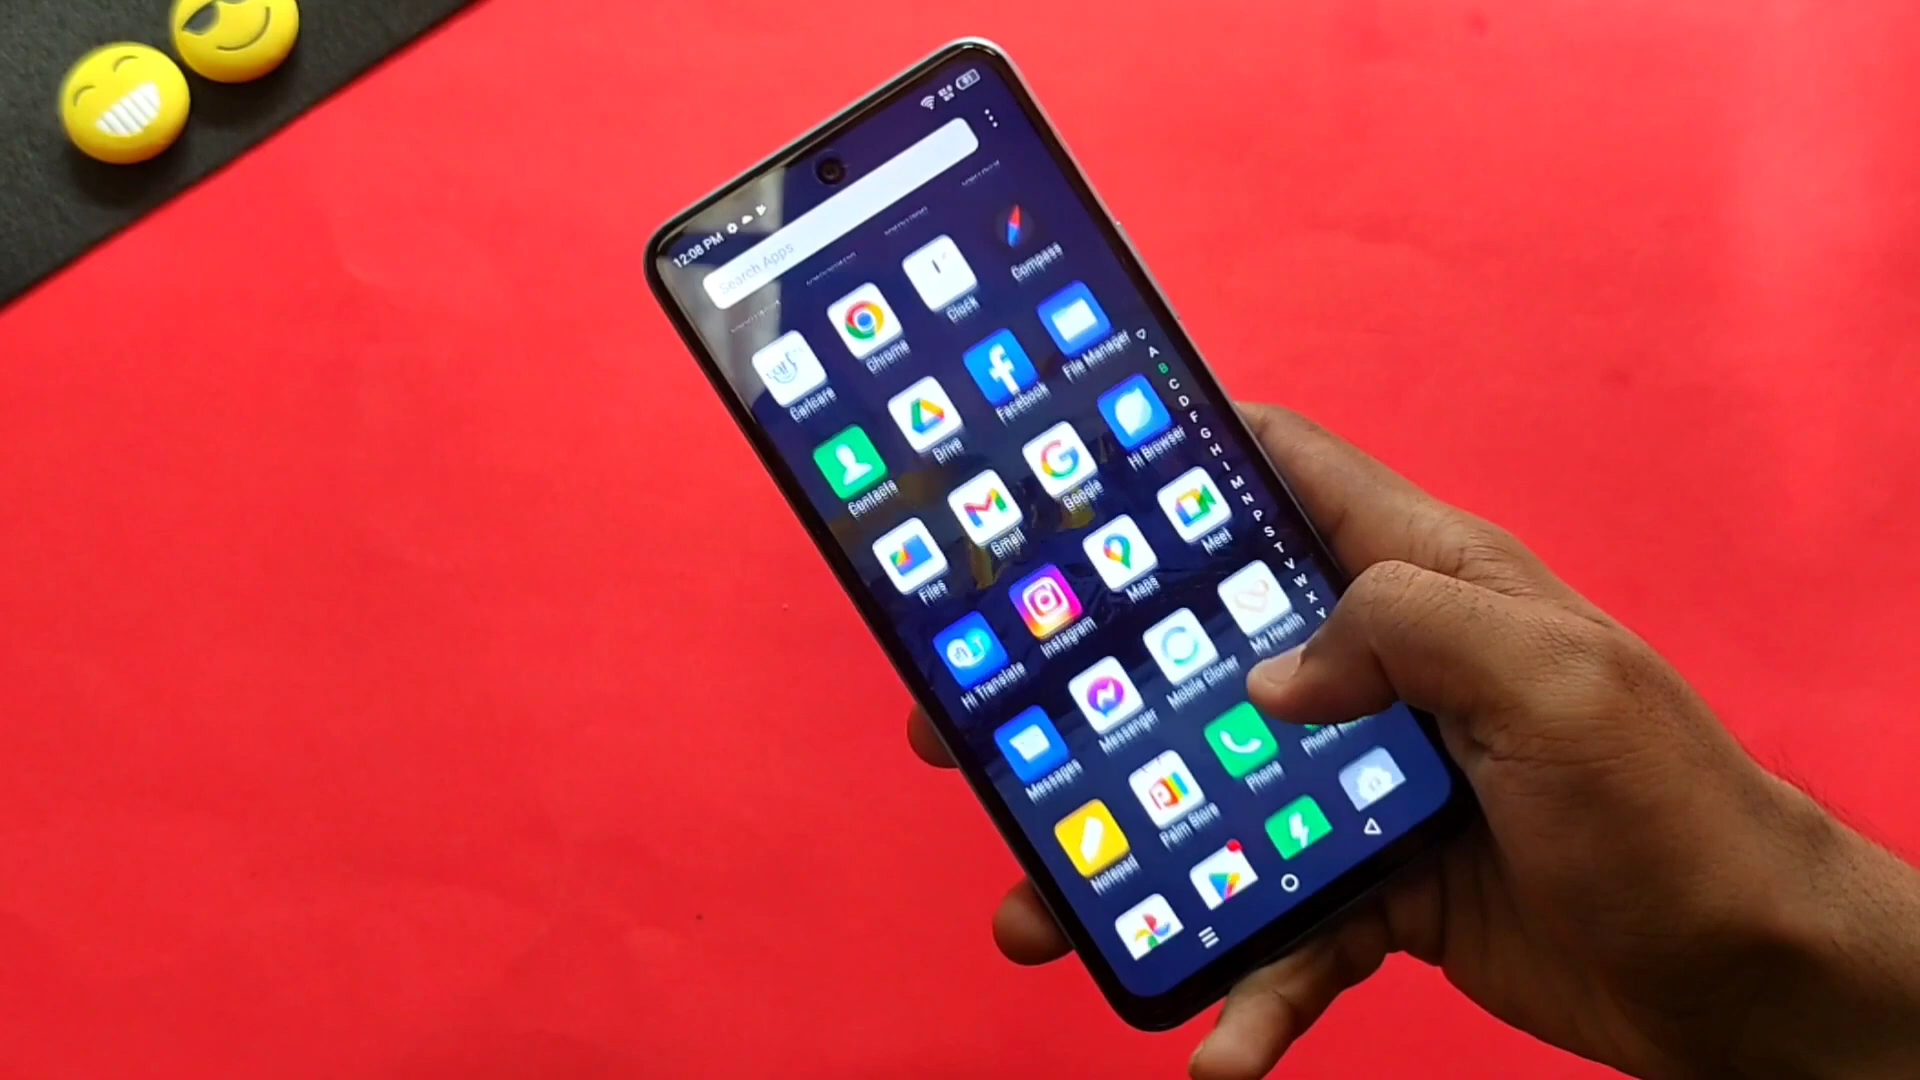 12:08 PM
Search Apps
Carlcare
Chrome
Clock
Compass
Contacts
Drive
Facebook
File Manager
Files
Gmail
Google
Hi Browser
Hi Translate
Instagram
Maps
Meet
Messages
Messenger
Mobile Cloner
My Health
Notepad
Palm Store
Phone
Phone
A
B
C
D
F
G
H
I
M
N
P
S
T
V
W
X
Y